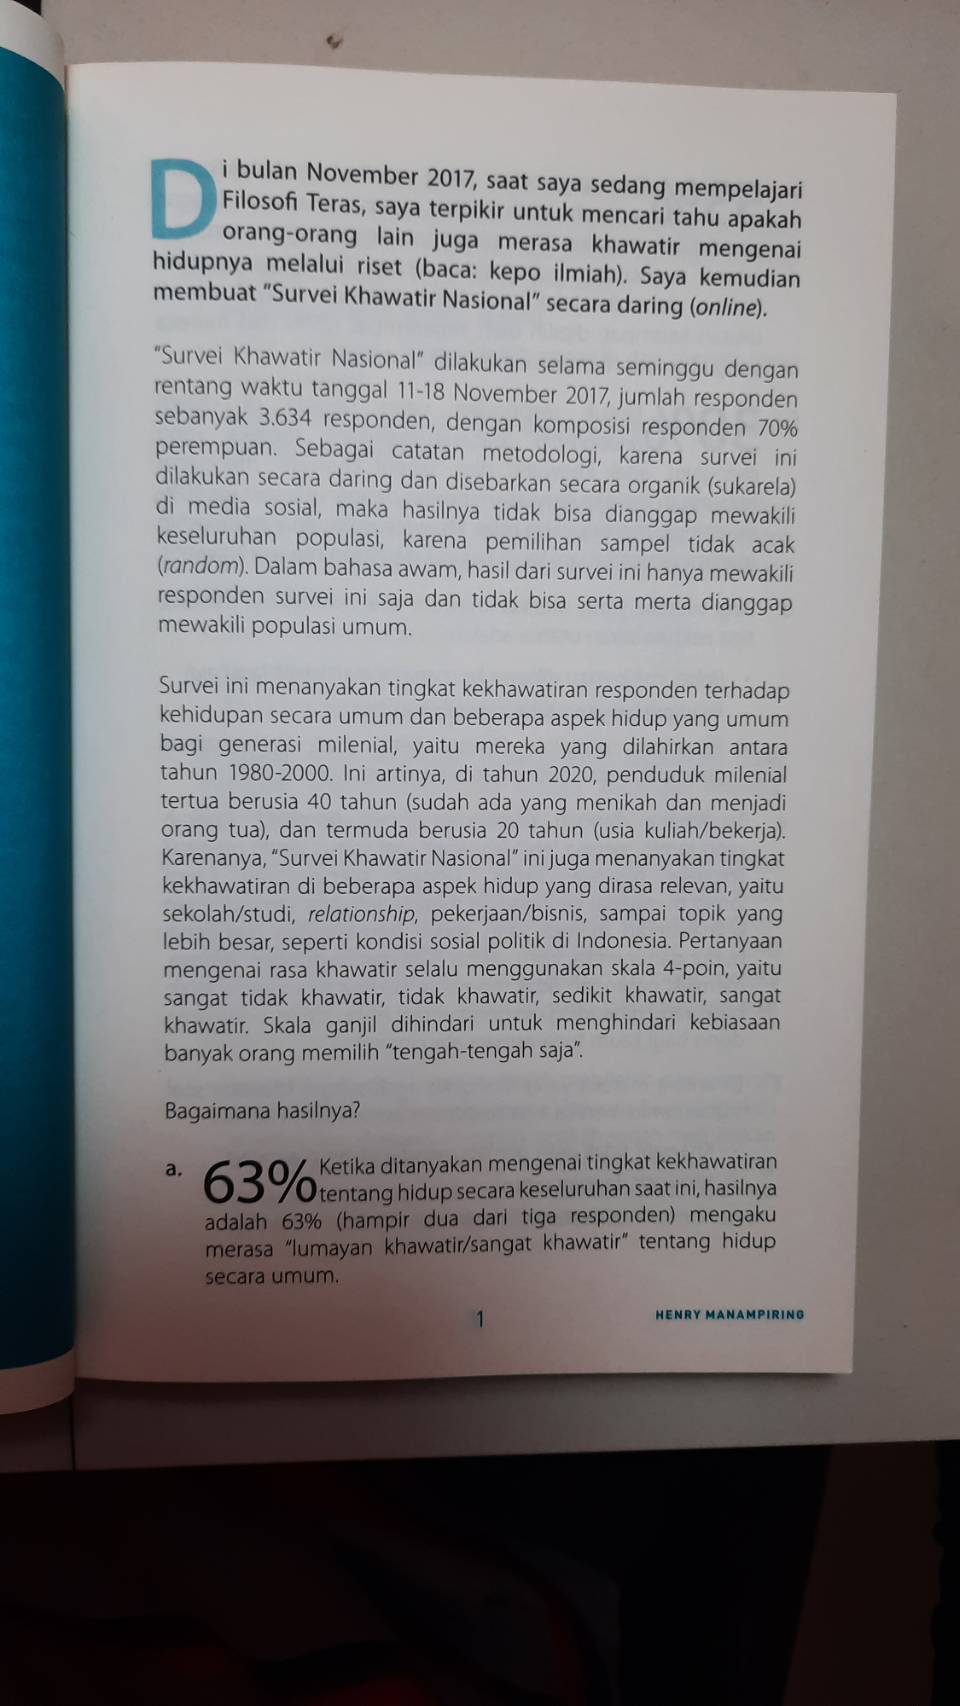 Di bulan November 2017, saat saya sedang mempelajari
Filosofi Teras, saya terpikir untuk mencari tahu apakah
orang-orang lain juga merasa khawatir mengenai
hidupnya melalui riset (baca: kepo ilmiah). Saya kemudian
membuat “Survei Khawatir Nasional” secara daring (online).
“Survei Khawatir Nasional” dilakukan selama seminggu dengan
rentang waktu tanggal 11-18 November 2017, jumlah responden
sebanyak 3.634 responden, dengan komposisi responden 70%
perempuan. Sebagai catatan metodologi, karena survei ini
dilakukan secara daring dan disebarkan secara organik (sukarela)
di media sosial, maka hasilnya tidak bisa dianggap mewakili
keseluruhan populasi, karena pemilihan sampel tidak acak
(random). Dalam bahasa awam, hasil dari survei ini hanya mewakili
responden survei ini saja dan tidak bisa serta merta dianggap
mewakili populasi umum.
Survei ini menanyakan tingkat kekhawatiran responden terhadap
kehidupan secara umum dan beberapa aspek hidup yang umum
bagi generasi milenial, yaitu mereka yang dilahirkan antara
tahun 1980-2000. Ini artinya, di tahun 2020, penduduk milenial
tertua berusia 40 tahun (sudah ada yang menikah dan menjadi
orang tua), dan termuda berusia 20 tahun (usia kuliah/bekerja).
Karenanya, “Survei Khawatir Nasional” ini juga menanyakan tingkat
kekhawatiran di beberapa aspek hidup yang dirasa relevan, yaitu
sekolah/studi, relationship, pekerjaan/bisnis, sampai topik yang
lebih besar, seperti kondisi sosial politik di Indonesia. Pertanyaan
mengenai rasa khawatir selalu menggunakan skala 4-poin, yaitu
sangat tidak khawatir, tidak khawatir, sedikit khawatir, sangat
khawatir. Skala ganjil dihindari untuk menghindari kebiasaan
banyak orang memilih “tengah-tengah saja”.
Bagaimana hasilnya?
a. 63% Ketika ditanyakan mengenai tingkat kekhawatiran
tentang hidup secara keseluruhan saat ini, hasilnya
adalah 63% (hampir dua dari tiga responden) mengaku
merasa “lumayan khawatir/sangat khawatir” tentang hidup
secara umum.
1 HENRY MANAMPIRING